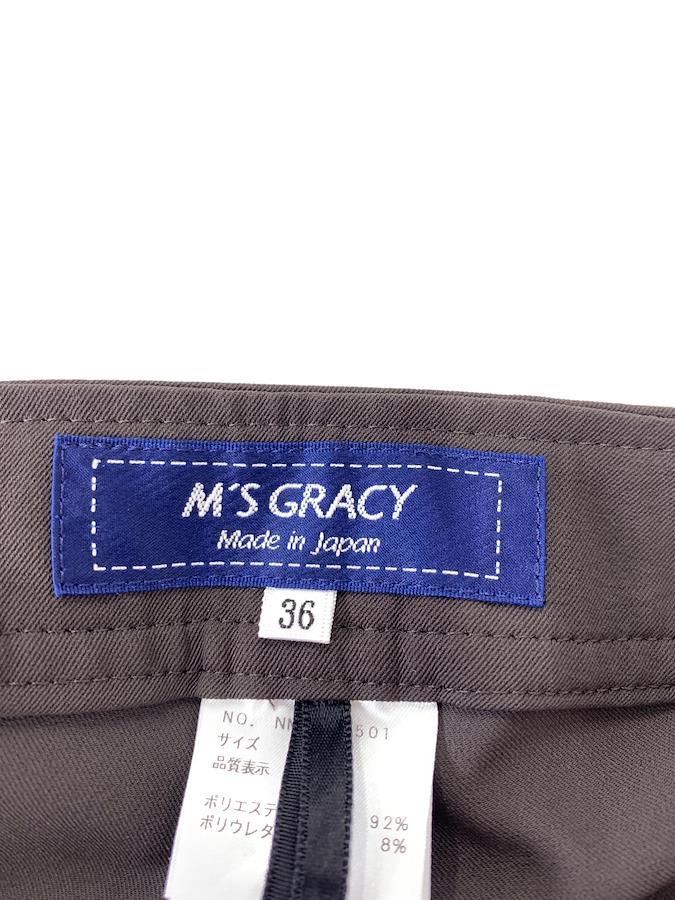 M'S GRACY
Made in Japan
36
NO. NN 501
サイズ
品質表示
ポリエステ 92%
ポリウレタ 8%